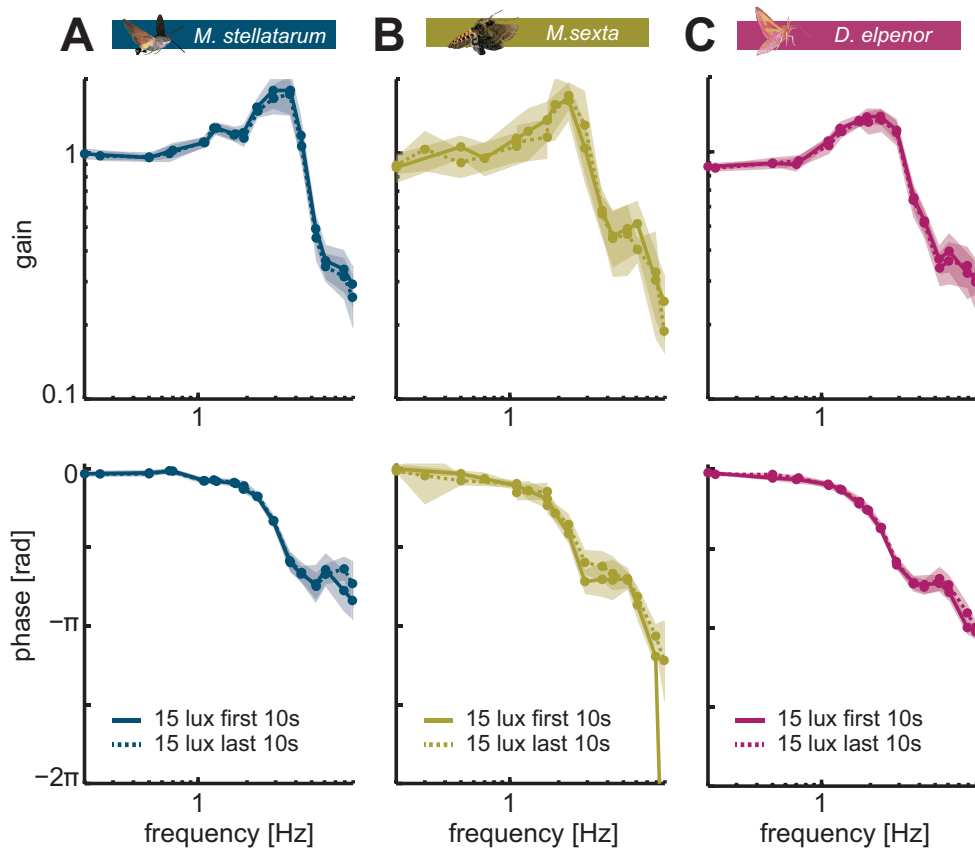 A M. stellatarum
B M.sexta
C D. elpenor
gain
1
0.1
1
1
1
phase [rad]
0
−π
−2π
15 lux first 10s
15 lux last 10s
15 lux first 10s
15 lux last 10s
15 lux first 10s
15 lux last 10s
1
1
1
frequency [Hz]
frequency [Hz]
frequency [Hz]